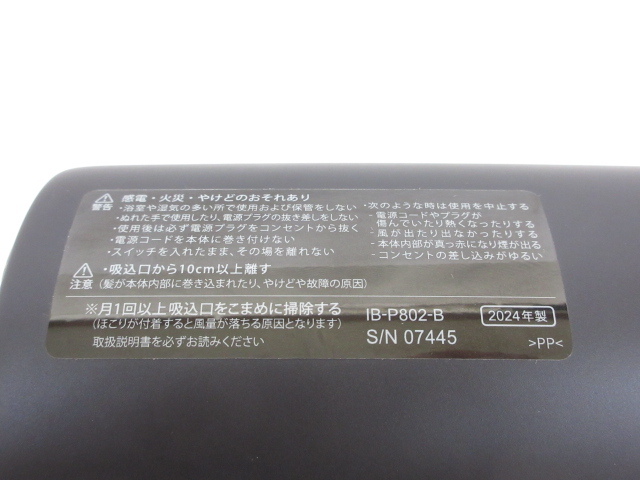 警告 感電・火災・やけどのおそれあり
・浴室や湿気の多い所で使用および保管をしない
・ぬれた手で使用したり、電源プラグの抜き差しをしない
・使用後は必ず電源プラグをコンセントから抜く
・電源コードを本体に巻き付けない
・スイッチを入れたまま、その場を離れない
・次のような時は使用を中止する
- 電源コードやプラグが
傷んでいたり熱くなったりする
- 風が出たり出なかったりする
- 本体内部が真っ赤になり煙が出る
- コンセントの差し込みがゆるい
注意 ・吸込口から10cm以上離す
（髪が本体内部に巻き込まれたり、やけどや故障の原因）
※月1回以上吸込口をこまめに掃除する
（ほこりが付着すると風量が落ちる原因となります）
取扱説明書を必ずお読みください
IB-P802-B 2024年製
S/N 07445
>PP<